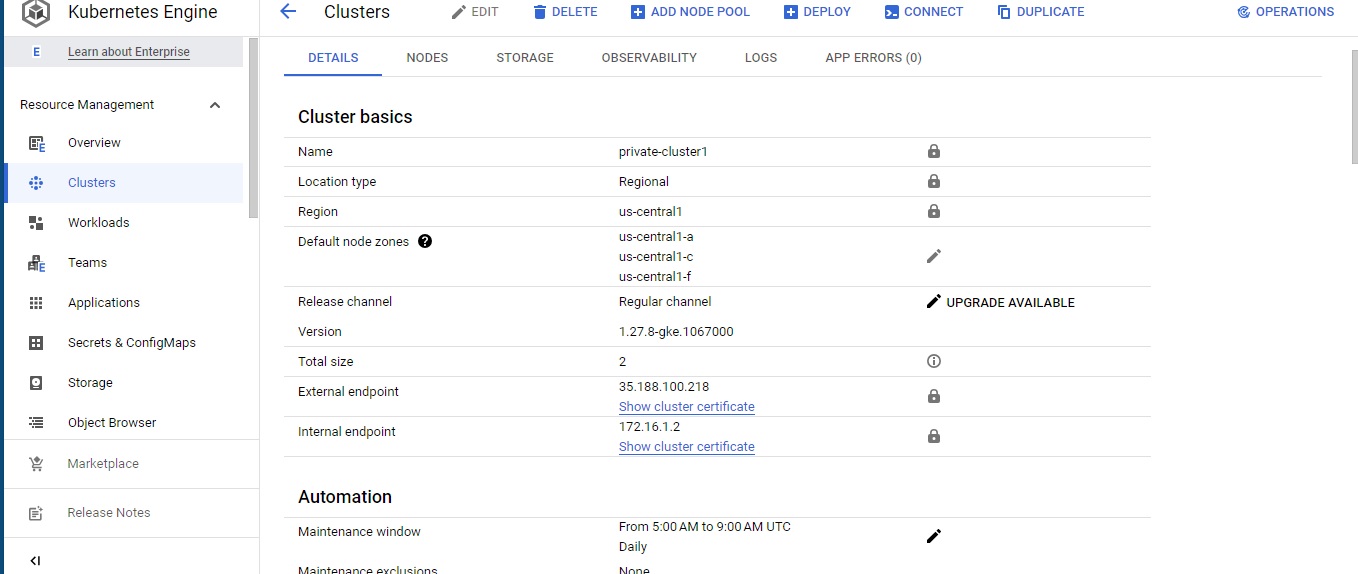 Kubernetes Engine
Clusters EDIT DELETE ADD NODE POOL DEPLOY CONNECT DUPLICATE OPERATIONS
E Learn about Enterprise
DETAILS NODES STORAGE OBSERVABILITY LOGS APP ERRORS (0)
Resource Management
Overview
Clusters
Workloads
Teams
Applications
Secrets & ConfigMaps
Storage
Object Browser
Marketplace
Release Notes
Cluster basics
Name private-cluster1
Location type Regional
Region us-central1
Default node zones us-central1-a
us-central1-c
us-central1-f
Release channel Regular channel UPGRADE AVAILABLE
Version 1.27.8-gke.1067000
Total size 2
External endpoint 35.188.100.218
Show cluster certificate
Internal endpoint 172.16.1.2
Show cluster certificate
Automation
Maintenance window From 5:00 AM to 9:00 AM UTC
Daily
Maintenance exclusions None